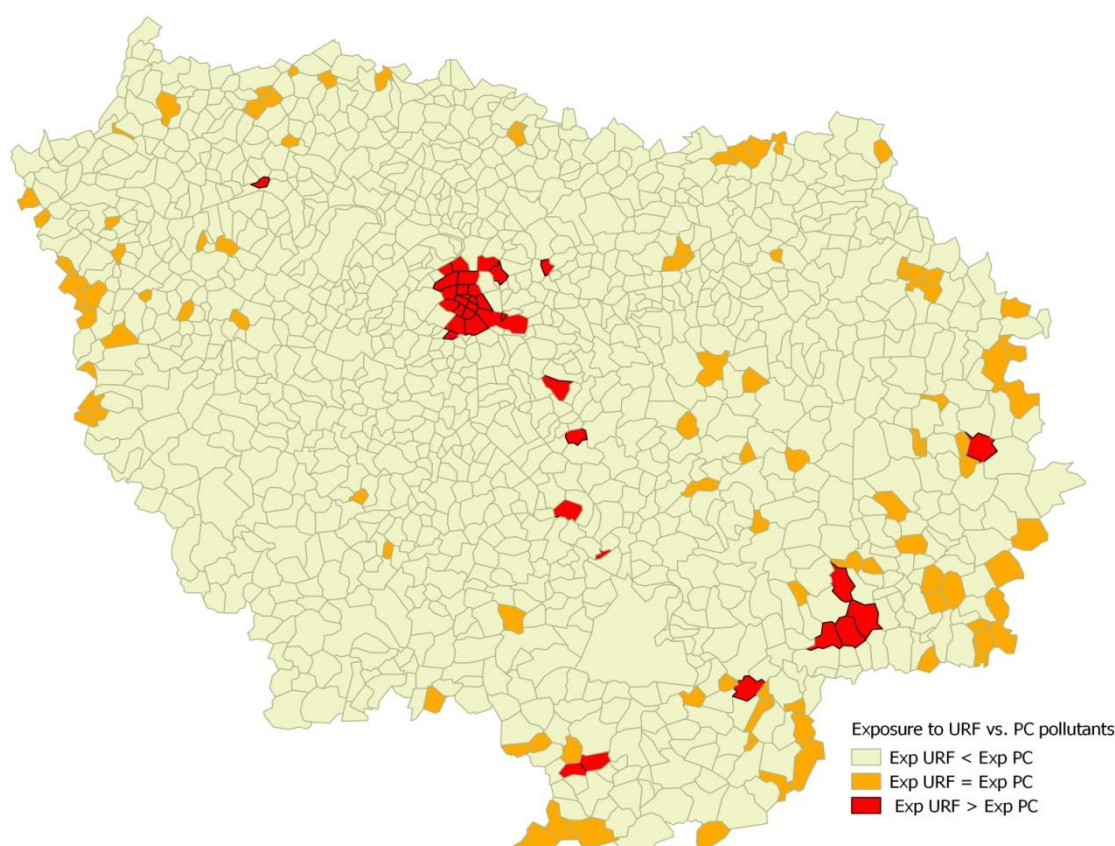 Exposure to URF vs. PC pollutants
Exp URF < Exp PC
Exp URF = Exp PC
Exp URF > Exp PC